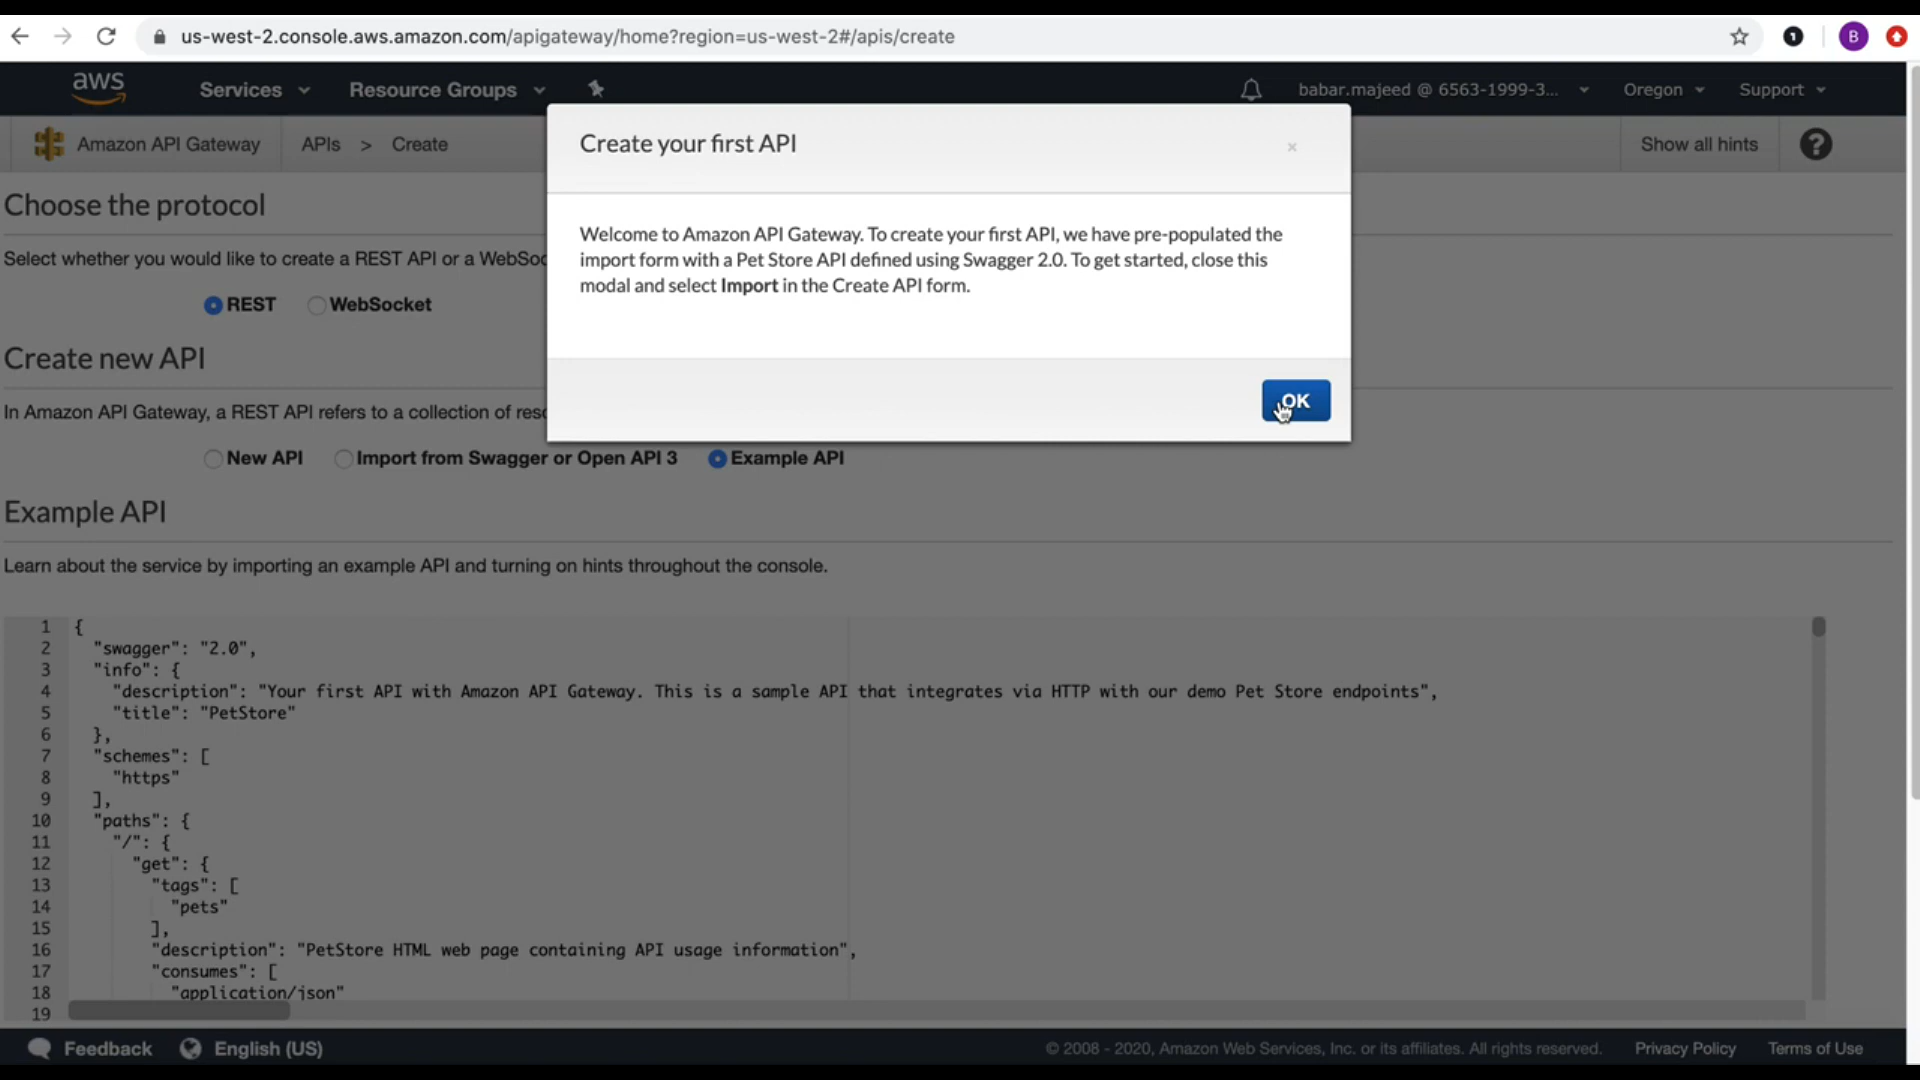 us-west-2.console.aws.amazon.com/apigateway/home?region=us-west-2#/apis/create
B
aws
Services
Resource Groups
babar.majeed @ 6563-1999-3...
Oregon
Support
Amazon API Gateway
APIs > Create
Show all hints
?
Create your first API
×
Welcome to Amazon API Gateway. To create your first API, we have pre-populated the
import form with a Pet Store API defined using Swagger 2.0. To get started, close this
modal and select Import in the Create API form.
OK
Choose the protocol
Select whether you would like to create a REST API or a WebSoc
REST
WebSocket
Create new API
In Amazon API Gateway, a REST API refers to a collection of reso
New API
Import from Swagger or Open API 3
Example API
Example API
Learn about the service by importing an example API and turning on hints throughout the console.
1 {
2 "swagger": "2.0",
3 "info": {
4 "description": "Your first API with Amazon API Gateway. This is a sample API that integrates via HTTP with our demo Pet Store endpoints",
5 "title": "PetStore"
6 },
7 "schemes": [
8 "https"
9 ],
10 "paths": {
11 "/": {
12 "get": {
13 "tags": [
14 "pets"
15 ],
16 "description": "PetStore HTML web page containing API usage information",
17 "consumes": [
18 "application/json"
19
Feedback
English (US)
© 2008 - 2020, Amazon Web Services, Inc. or its affiliates. All rights reserved.
Privacy Policy
Terms of Use